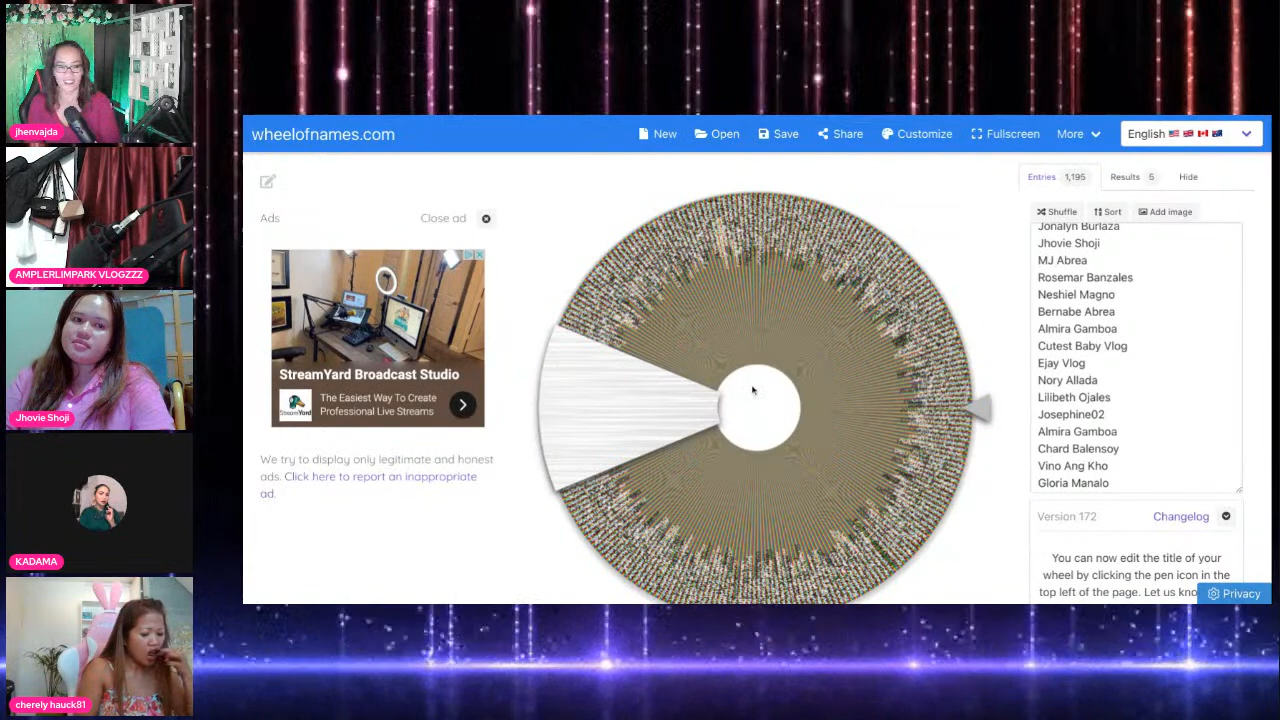 jhenvajda
AMPLERLIMPARK VLOGZZZ
Jhovie Shoji
KADAMA
cherely hauck81
wheelofnames.com
New
Open
Save
Share
Customize
Fullscreen
More
English
Ads
Close ad
StreamYard Broadcast Studio
StreamYard
The Easiest Way To Create
Professional Live Streams
We try to display only legitimate and honest
ads. Click here to report an inappropriate
ad.
Entries 1,195
Results 5
Hide
Shuffle
Sort
Add image
Jonalyn Burlaza
Jhovie Shoji
MJ Abrea
Rosemar Banzales
Neshiel Magno
Bernabe Abrea
Almira Gamboa
Cutest Baby Vlog
Ejay Vlog
Nory Allada
Lilibeth Ojales
Josephine02
Almira Gamboa
Chard Balensoy
Vino Ang Kho
Gloria Manalo
Version 172
Changelog
You can now edit the title of your
wheel by clicking the pen icon in the
top left of the page. Let us
Privacy